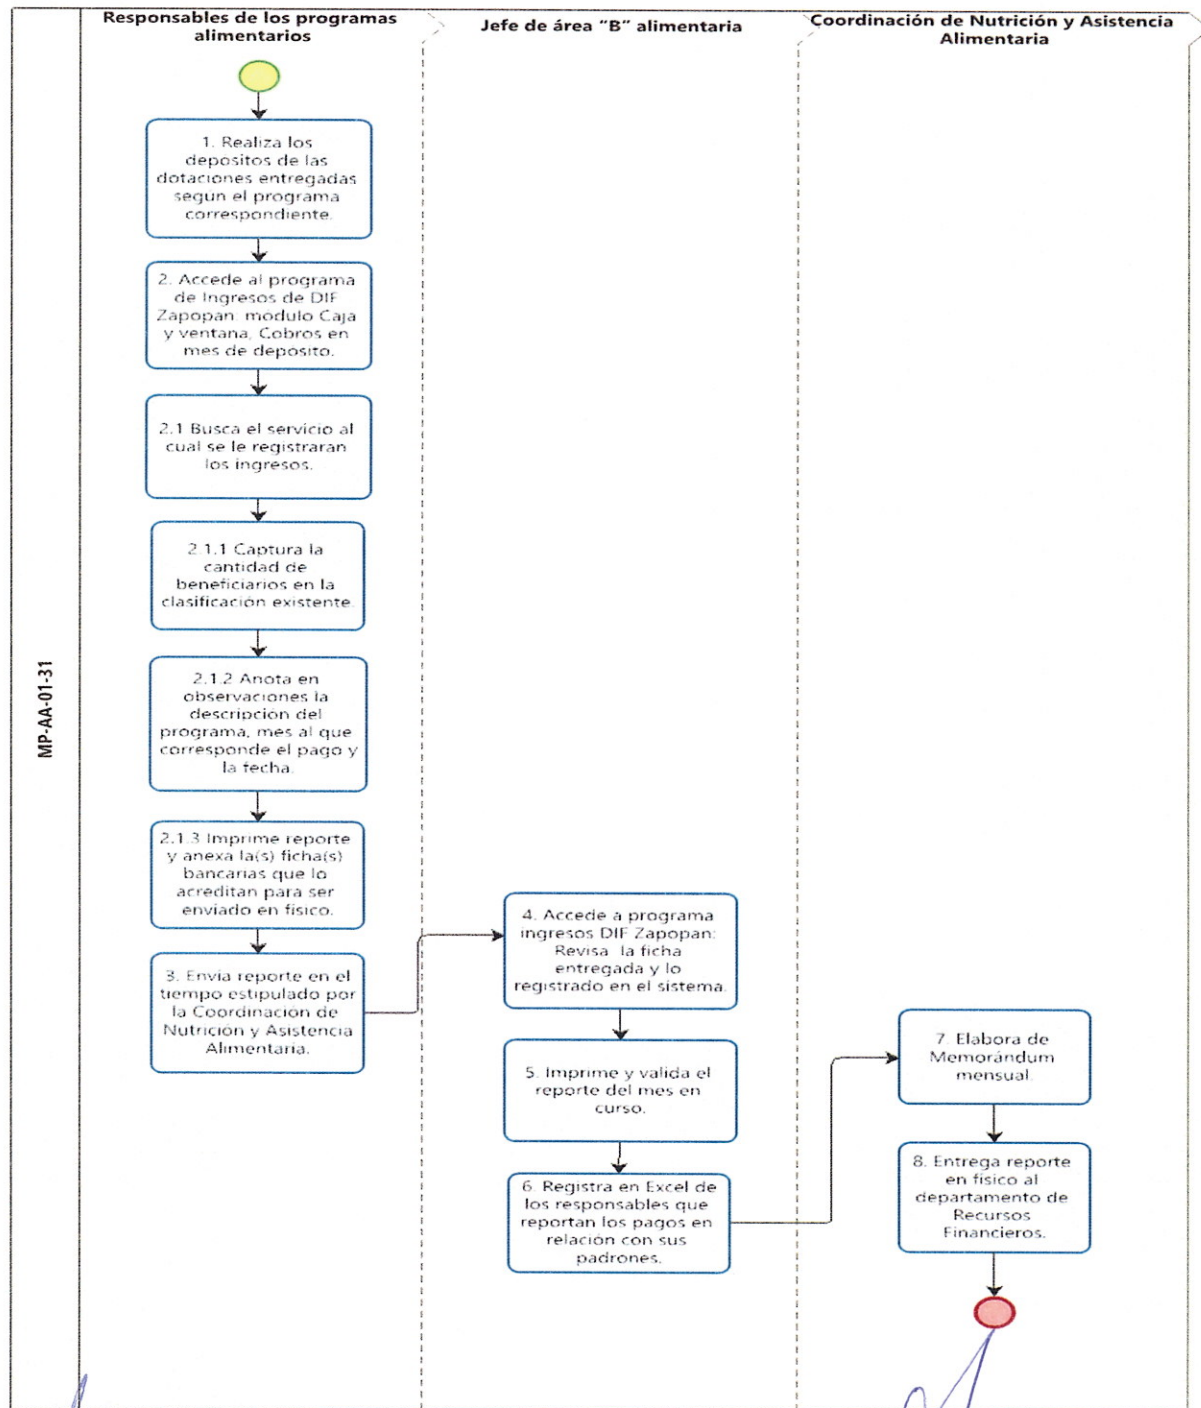 Responsables de los programas
alimentarios
Jefe de área "B" alimentaria
Coordinación de Nutrición y Asistencia
Alimentaria
MP-AA-01-31
1. Realiza los
depositos de las
dotaciones entregadas
según el programa
correspondiente.
2. Accede al programa
de Ingresos de DIF
Zapopan: módulo Caja
y ventana, Cobros en
mes de deposito.
2.1 Busca el servicio al
cual se le registraran
los ingresos.
2.1.1 Captura la
cantidad de
beneficiarios en la
clasificación existente.
2.1.2 Anota en
observaciones la
descripción del
programa, mes al que
corresponde el pago y
la fecha.
2.1.3 Imprime reporte
y anexa la(s) ficha(s)
bancarias que lo
acreditan para ser
enviado en físico.
3. Envía reporte en el
tiempo estipulado por
la Coordinación de
Nutrición y Asistencia
Alimentaria.
4. Accede a programa
ingresos DIF Zapopan:
Revisa la ficha
entregada y lo
registrado en el sistema.
5. Imprime y valida el
reporte del mes en
curso.
6. Registra en Excel de
los responsables que
reportan los pagos en
relación con sus
padrones.
7. Elabora de
Memorándum
mensual.
8. Entrega reporte
en físico al
departamento de
Recursos
Financieros.